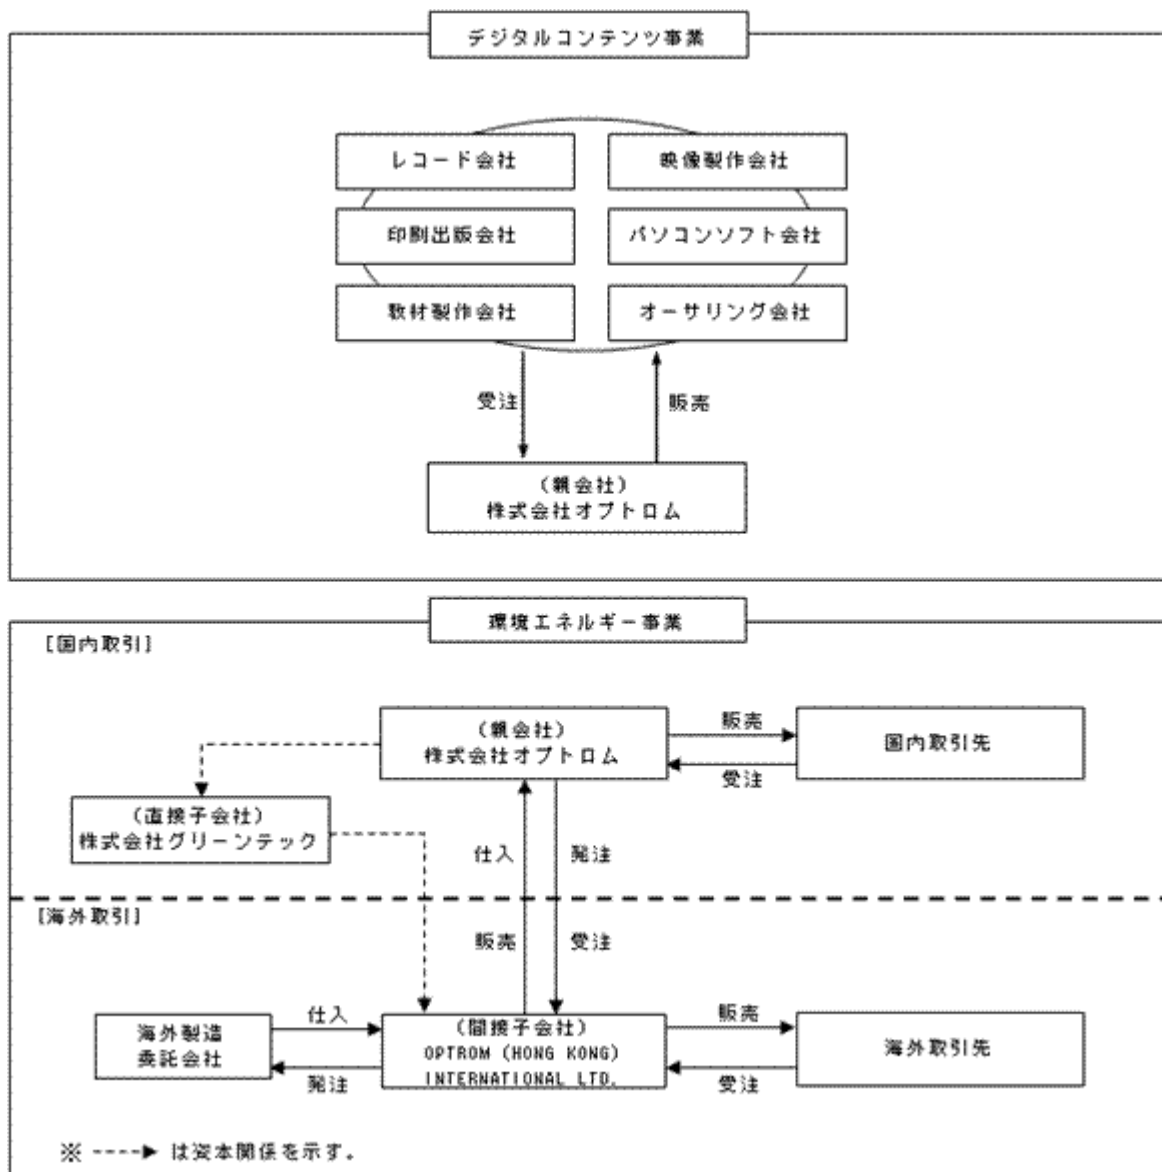 デジタルコンテンツ事業
レコード会社
映像製作会社
印刷出版会社
パソコンソフト会社
教材製作会社
オーサリング会社
受注
販売
（親会社）
株式会社オプトロム
環境エネルギー事業
[国内取引]
（親会社）
株式会社オプトロム
販売
受注
国内取引先
（直接子会社）
株式会社グリーンテック
仕入
発注
[海外取引]
販売
受注
海外製造
委託会社
仕入
発注
（間接子会社）
OPTROM (HONG KONG)
INTERNATIONAL LTD.
販売
受注
海外取引先
※ ----▶ は資本関係を示す。